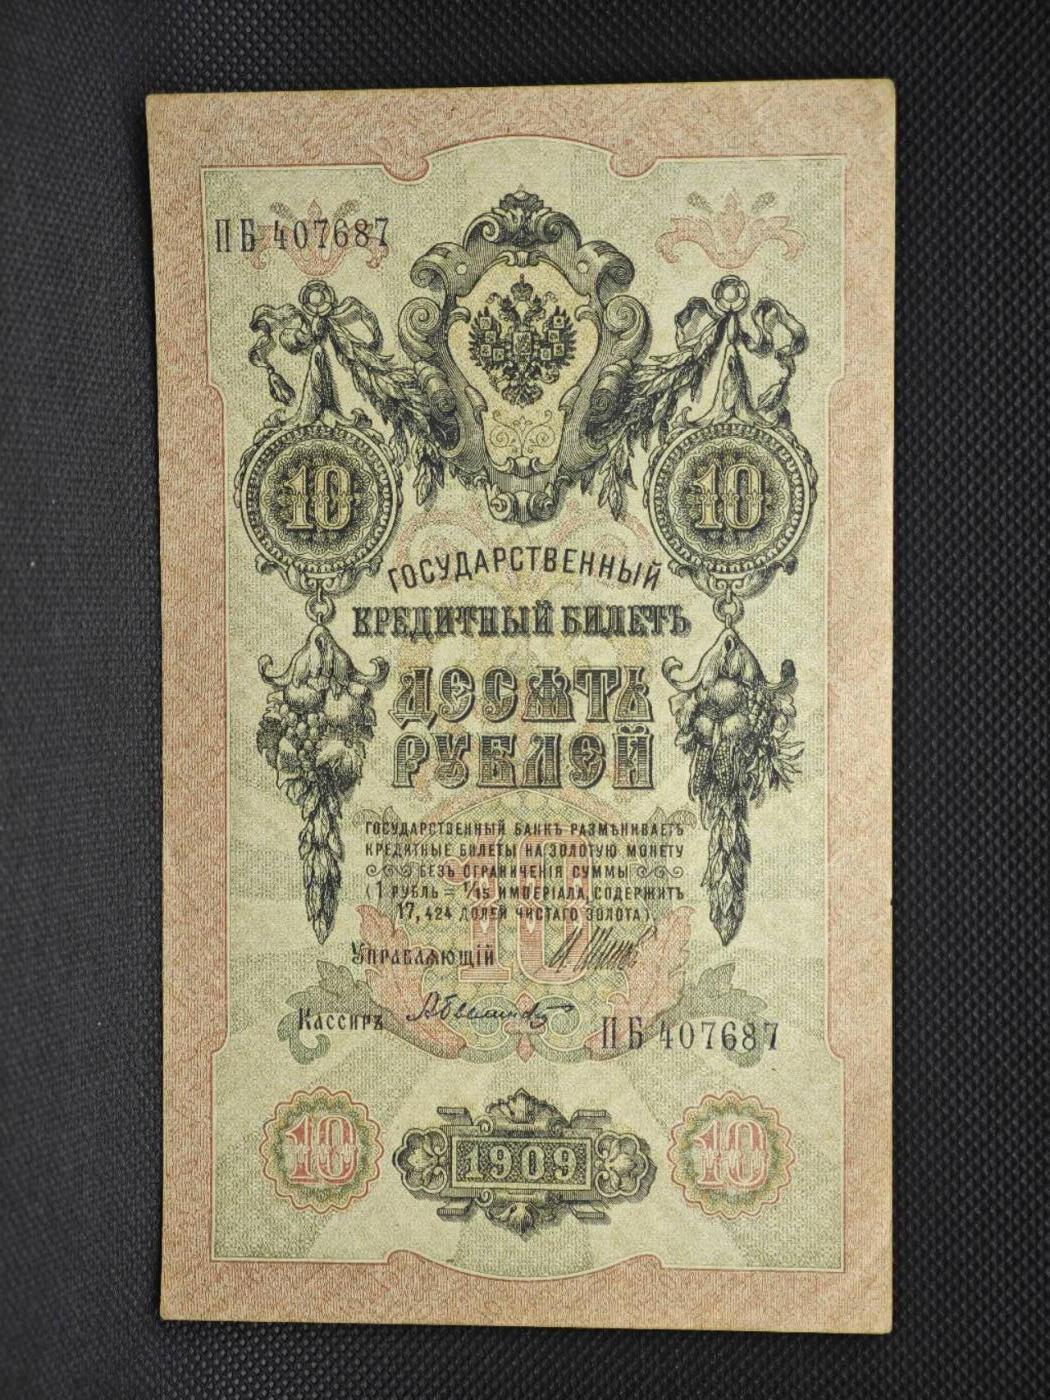 ПБ 407687
10 10
ГОСУДАРСТВЕННЫЙ
КРЕДИТНЫЙ БИЛЕТЪ
ДЕСЯТЬ
РУБЛЕЙ
ГОСУДАРСТВЕННЫЙ БАНКЪ РАЗМѢНИВАЕТЪ
КРЕДИТНЫЕ БИЛЕТЫ НА ЗОЛОТУЮ МОНЕТУ
БЕЗЪ ОГРАНИЧЕНІЯ СУММЫ
(1 РУБЛЬ = 1/15 ИМПЕРІАЛА, СОДЕРЖИТЪ
17,424 ДОЛЕЙ ЧИСТАГО ЗОЛОТА).
10
УПРАВЛЯЮЩІЙ
КАССИРЪ
ПБ 407687
10 1909 10